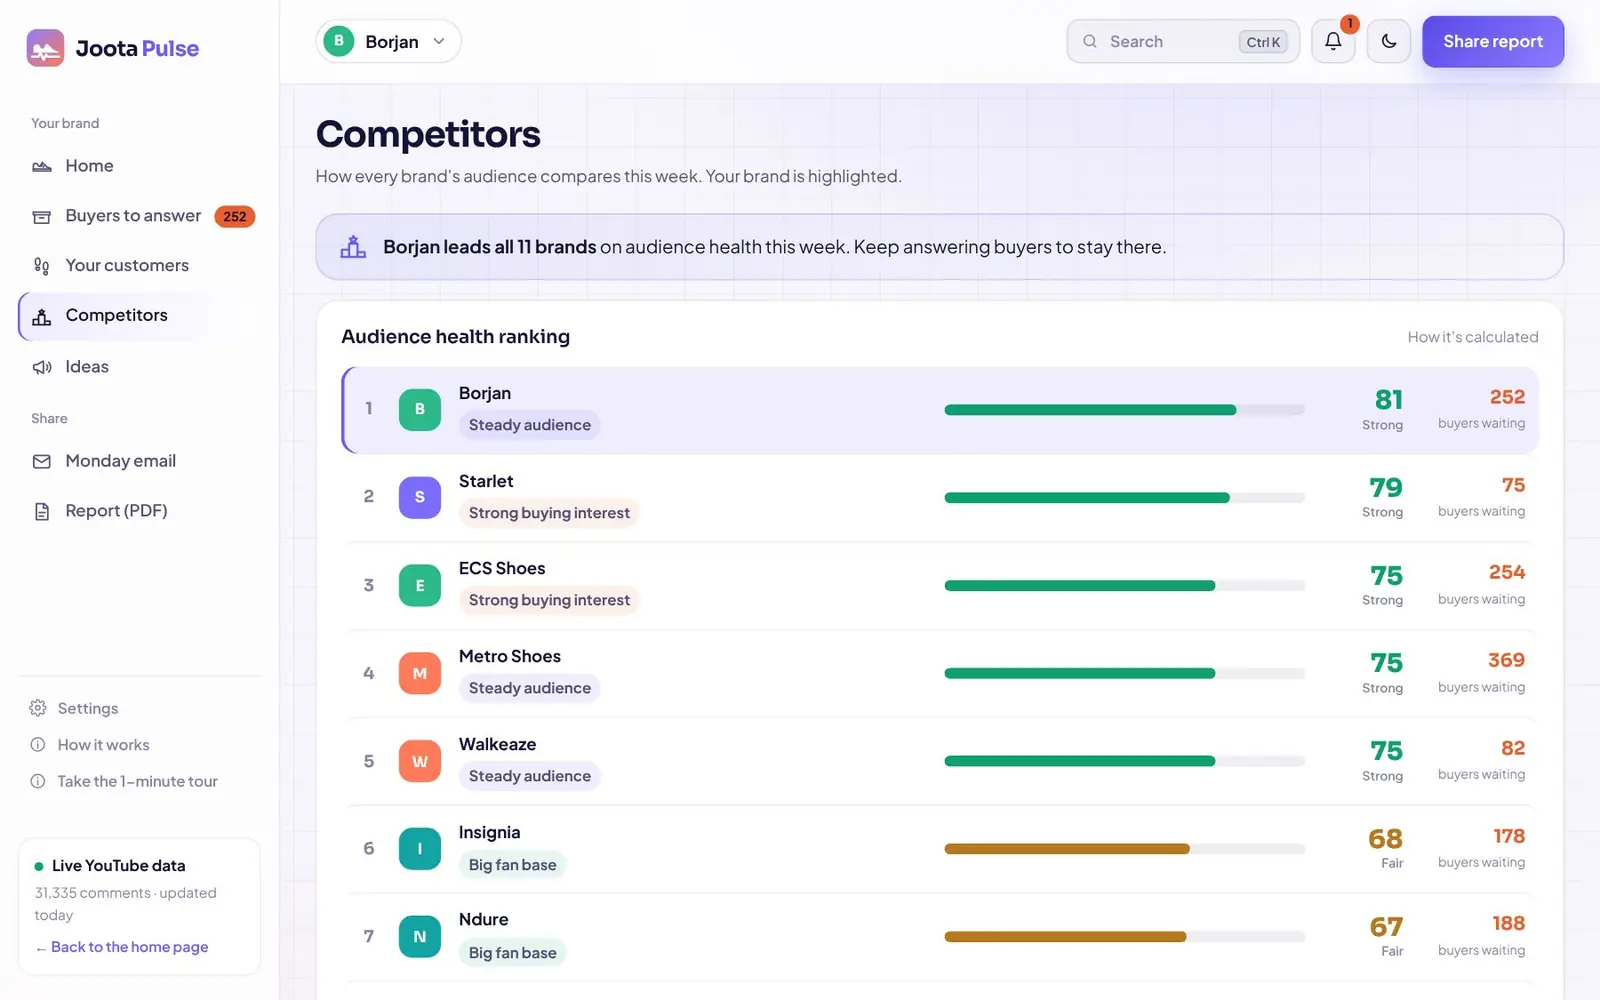 Joota Pulse
Your brand
Home
Buyers to answer 252
Your customers
Competitors
Ideas
Share
Monday email
Report (PDF)
Settings
How it works
Take the 1-minute tour
Live YouTube data
31,335 comments · updated
today
← Back to the home page
B Borjan
Search Ctrl K
1
Share report
Competitors
How every brand's audience compares this week. Your brand is highlighted.
Borjan leads all 11 brands on audience health this week. Keep answering buyers to stay there.
Audience health ranking
How it's calculated
1 B Borjan 81 252
Steady audience Strong buyers waiting
2 S Starlet 79 75
Strong buying interest Strong buyers waiting
3 E ECS Shoes 75 254
Strong buying interest Strong buyers waiting
4 M Metro Shoes 75 369
Steady audience Strong buyers waiting
5 W Walkeaze 75 82
Steady audience Strong buyers waiting
6 I Insignia 68 178
Big fan base Fair buyers waiting
7 N Ndure 67 188
Big fan base Fair buyers waiting